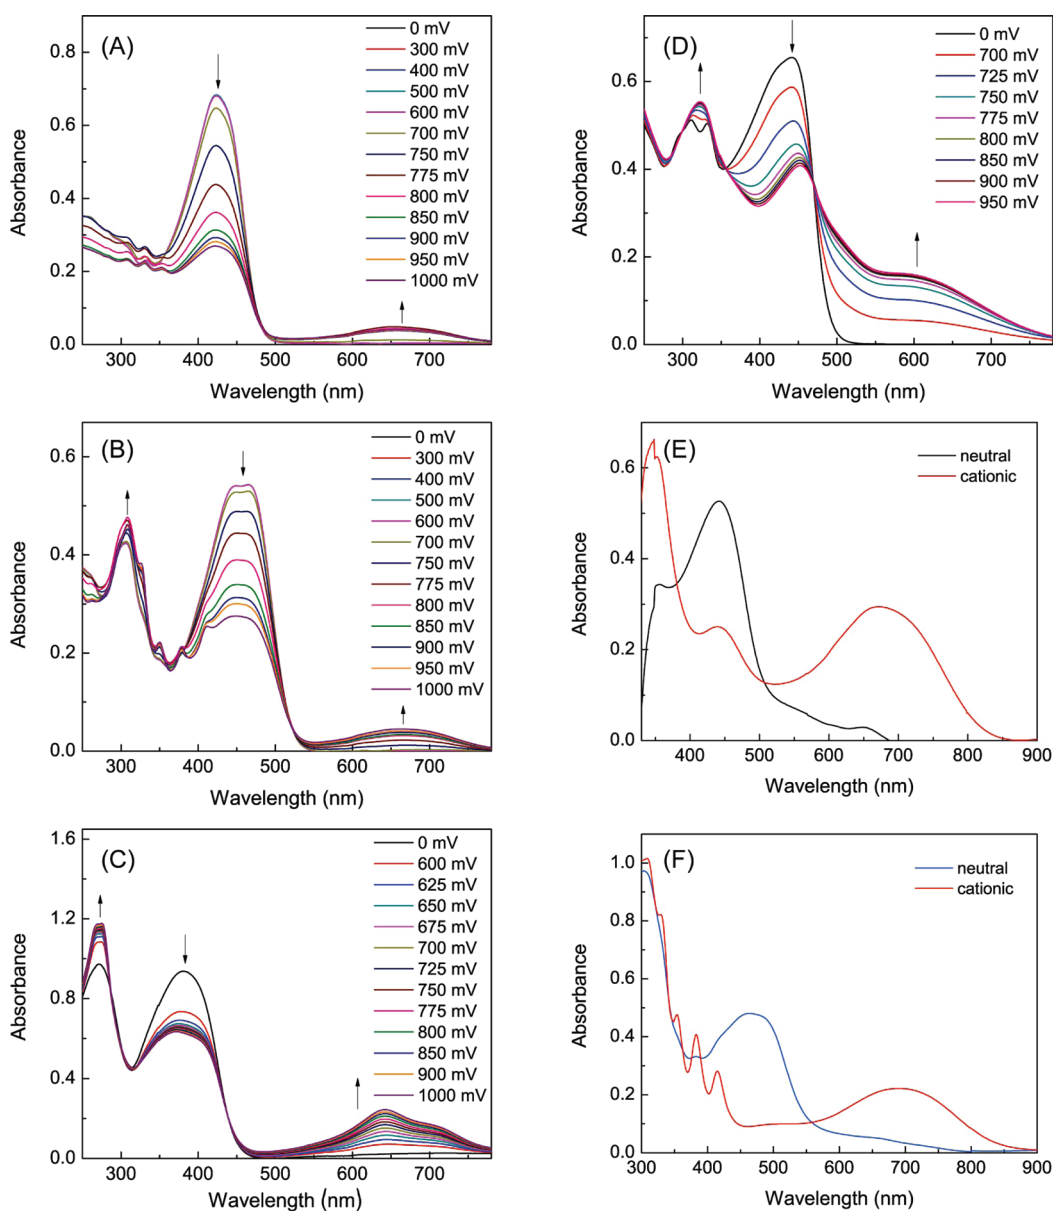 (A)
0 mV
300 mV
400 mV
500 mV
600 mV
700 mV
750 mV
775 mV
800 mV
850 mV
900 mV
950 mV
1000 mV
0.8
0.6
0.4
0.2
0.0
Absorbance
300 400 500 600 700
Wavelength (nm)
(B)
0 mV
300 mV
400 mV
500 mV
600 mV
700 mV
750 mV
775 mV
800 mV
850 mV
900 mV
950 mV
1000 mV
0.6
0.4
0.2
0.0
Absorbance
300 400 500 600 700
Wavelength (nm)
(C)
0 mV
600 mV
625 mV
650 mV
675 mV
700 mV
725 mV
750 mV
775 mV
800 mV
850 mV
900 mV
1000 mV
1.6
1.2
0.8
0.4
0.0
Absorbance
300 400 500 600 700
Wavelength (nm)
(D)
0 mV
700 mV
725 mV
750 mV
775 mV
800 mV
850 mV
900 mV
950 mV
0.6
0.4
0.2
0.0
Absorbance
300 400 500 600 700
Wavelength (nm)
(E)
neutral
cationic
0.6
0.4
0.2
0.0
Absorbance
400 500 600 700 800 900
Wavelength (nm)
(F)
neutral
cationic
1.0
0.8
0.6
0.4
0.2
0.0
Absorbance
300 400 500 600 700 800 900
Wavelength (nm)